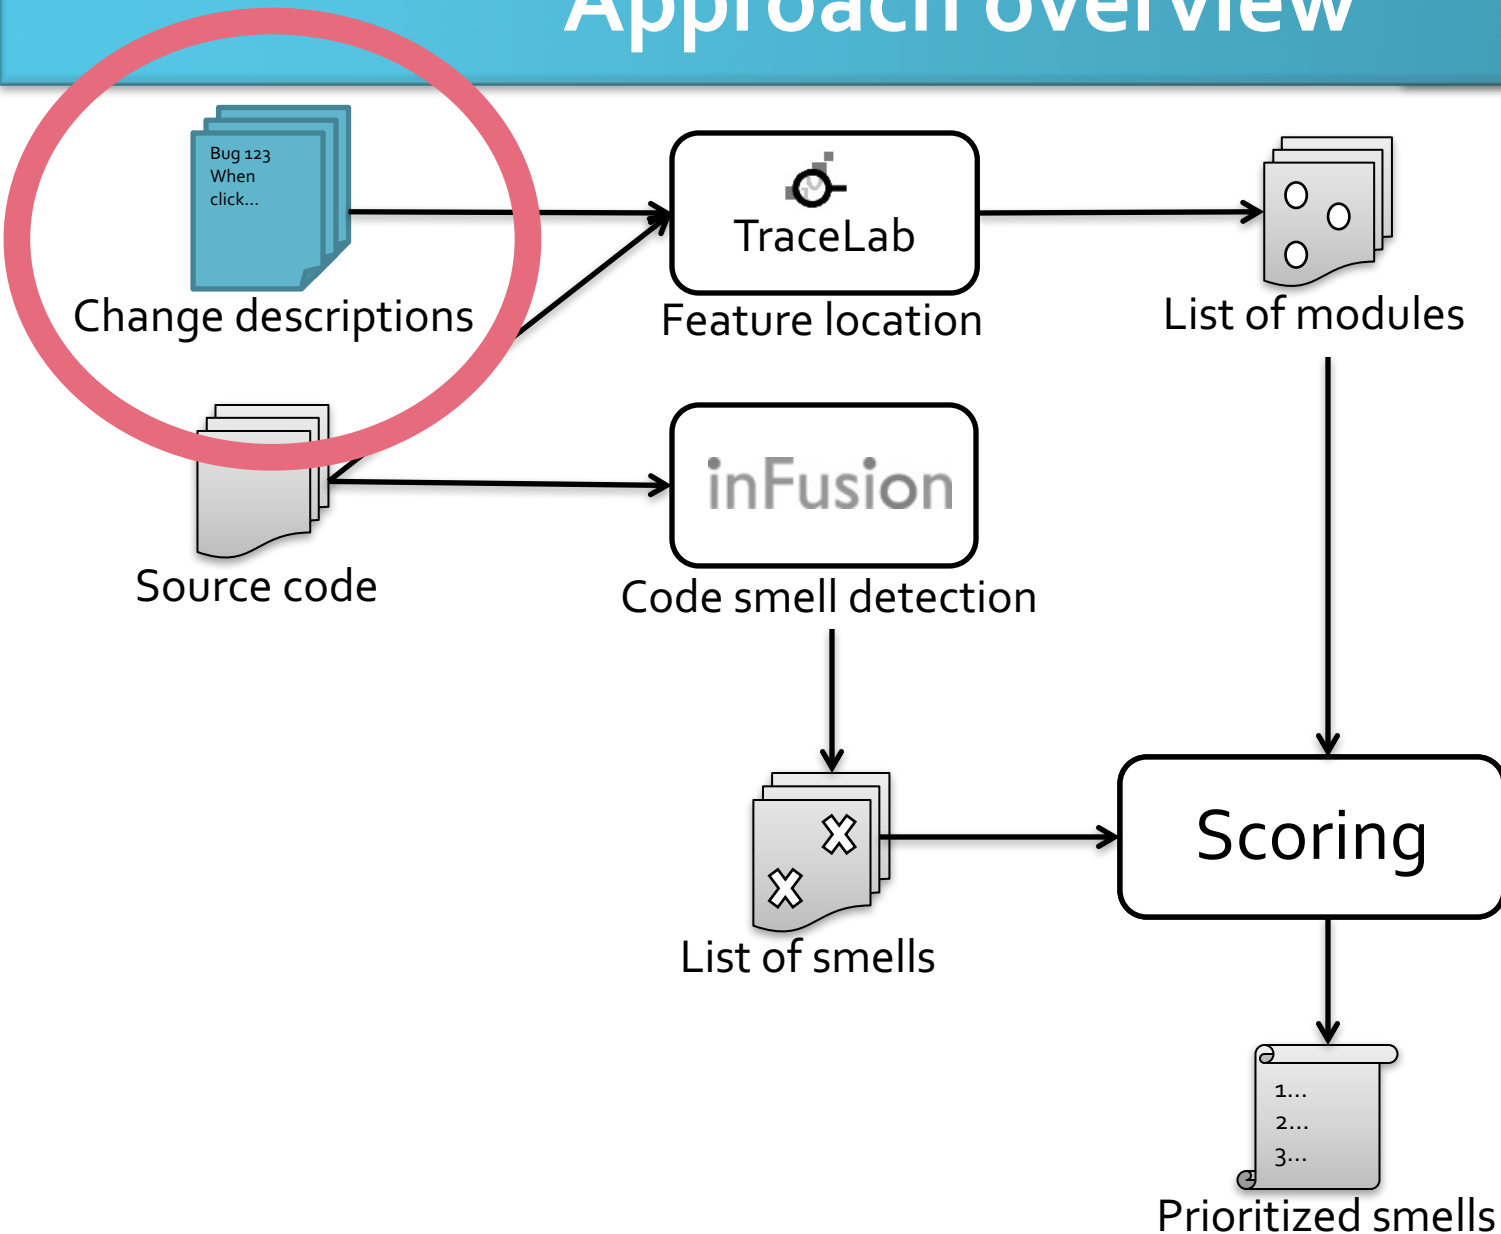 Approach overview
Bug 123
When
click...
Change descriptions
TraceLab
Feature location
List of modules
Source code
inFusion
Code smell detection
List of smells
Scoring
1...
2...
3...
Prioritized smells